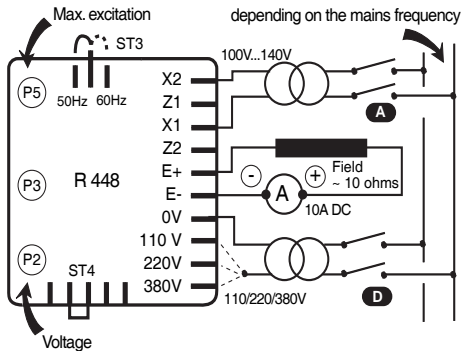 Max. excitation
depending on the mains frequency
ST3
100V...140V
P5
50Hz 60Hz
X2
Z1
X1
A
Z2
P3
R 448
E+
- + Field
~ 10 ohms
E-
A
10A DC
0V
110 V
P2
ST4
220V
380V
110/220/380V
D
Voltage